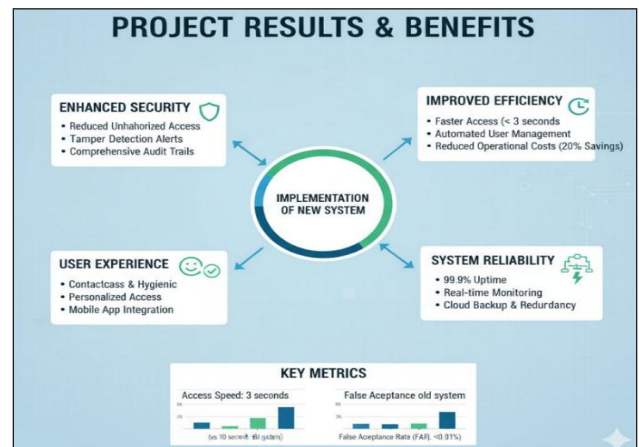 PROJECT RESULTS & BENEFITS
ENHANCED SECURITY
• Reduced Unhahorized Access
• Tamper Detection Alerts
• Comprehensive Audit Trails
IMPROVED EFFICIENCY
• Faster Access (< 3 seconds
• Automated User Management
• Reduced Operational Costs (20% Savings)
IMPLEMENTATION
OF NEW SYSTEM
USER EXPERIENCE
• Contactcass & Hygienic
• Personalized Access
• Mobile App Integration
SYSTEM RELIABILITY
• 99.9% Uptime
• Real-time Monitoring
• Cloud Backup & Redurdancy
KEY METRICS
Access Speed: 3 seconds
False Aceptance old system
False Aceptance Rate (FAR; <0.01%)